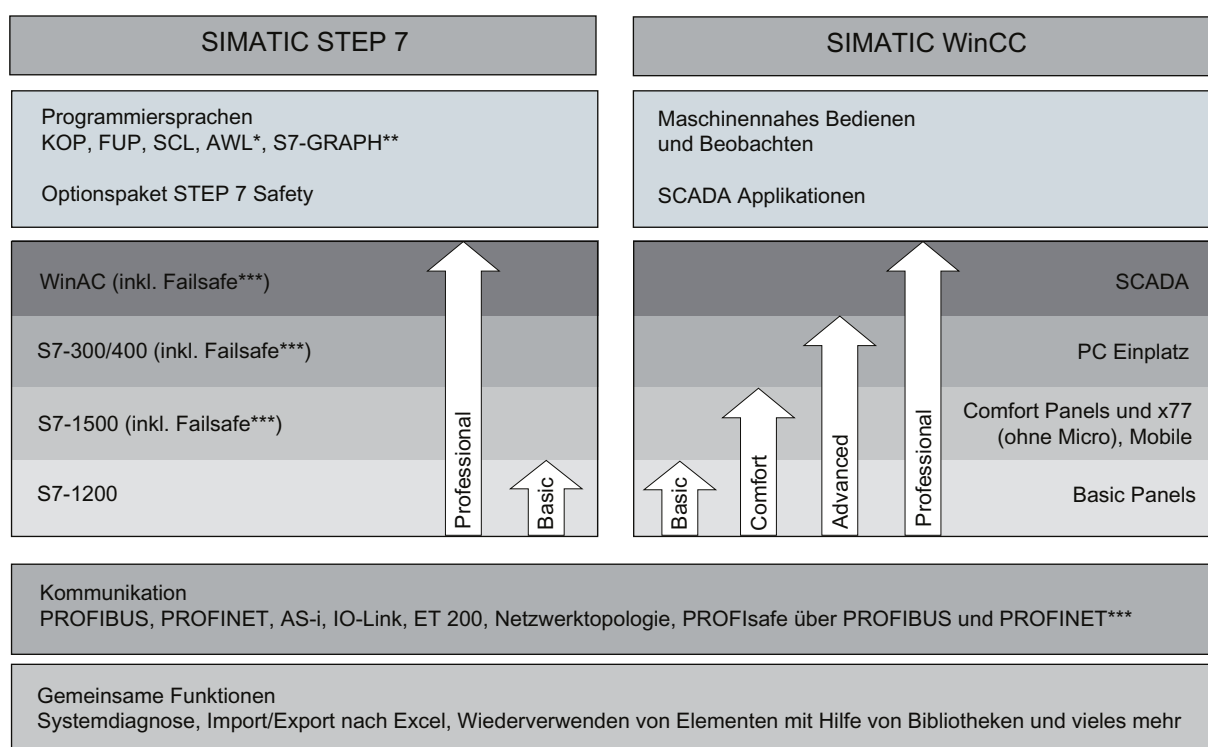 SIMATIC STEP 7
Programmiersprachen
KOP, FUP, SCL, AWL*, S7-GRAPH**
Optionspaket STEP 7 Safety
WinAC (inkl. Failsafe***)
S7-300/400 (inkl. Failsafe***)
S7-1500 (inkl. Failsafe***)
S7-1200
Professional
Basic
SIMATIC WinCC
Maschinennahes Bedienen
und Beobachten
SCADA Applikationen
SCADA
PC Einplatz
Comfort Panels und x77
(ohne Micro), Mobile
Basic Panels
Basic
Comfort
Advanced
Professional
Kommunikation
PROFIBUS, PROFINET, AS-i, IO-Link, ET 200, Netzwerktopologie, PROFIsafe über PROFIBUS und PROFINET***
Gemeinsame Funktionen
Systemdiagnose, Import/Export nach Excel, Wiederverwenden von Elementen mit Hilfe von Bibliotheken und vieles mehr